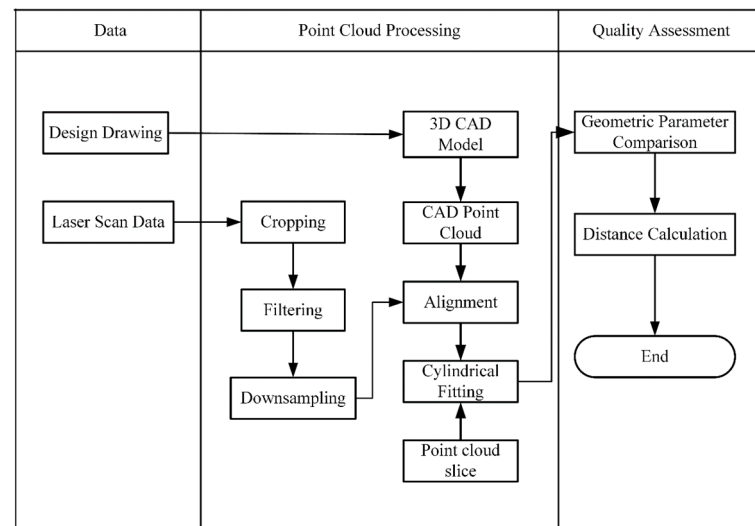 Data
Point Cloud Processing
Quality Assessment
Design Drawing
3D CAD
Model
Geometric Parameter
Comparison
Laser Scan Data
Cropping
CAD Point
Cloud
Distance Calculation
Filtering
Alignment
End
Downsampling
Cylindrical
Fitting
Point cloud
slice